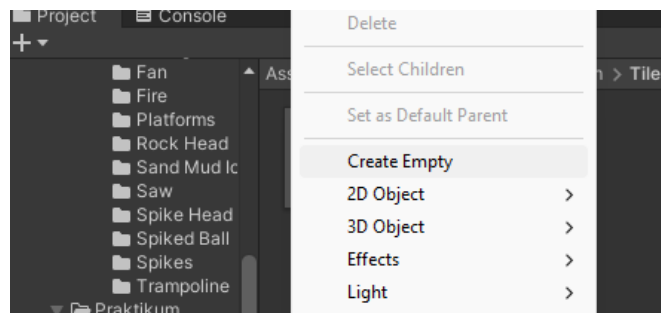 Project
Console
Fan
Fire
Platforms
Rock Head
Sand Mud Ic
Saw
Spike Head
Spiked Ball
Spikes
Trampoline
Praktikum
Ass
> Tile
Delete
Select Children
Set as Default Parent
Create Empty
2D Object >
3D Object >
Effects >
Light >